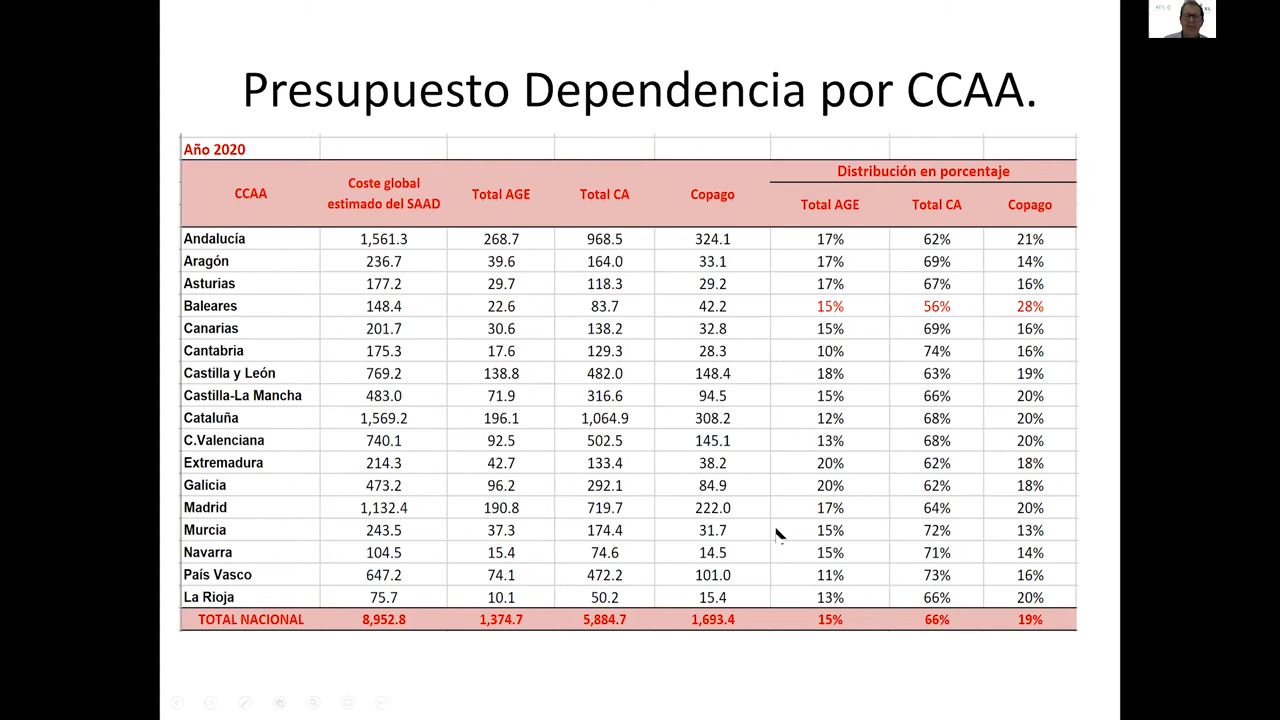 Presupuesto Dependencia por CCAA.
Año 2020
CCAA Coste global estimado del SAAD Total AGE Total CA Copago Distribución en porcentaje
Total AGE Total CA Copago
Andalucía 1,561.3 268.7 968.5 324.1 17% 62% 21%
Aragón 236.7 39.6 164.0 33.1 17% 69% 14%
Asturias 177.2 29.7 118.3 29.2 17% 67% 16%
Baleares 148.4 22.6 83.7 42.2 15% 56% 28%
Canarias 201.7 30.6 138.2 32.8 15% 69% 16%
Cantabria 175.3 17.6 129.3 28.3 10% 74% 16%
Castilla y León 769.2 138.8 482.0 148.4 18% 63% 19%
Castilla-La Mancha 483.0 71.9 316.6 94.5 15% 66% 20%
Cataluña 1,569.2 196.1 1,064.9 308.2 12% 68% 20%
C.Valenciana 740.1 92.5 502.5 145.1 13% 68% 20%
Extremadura 214.3 42.7 133.4 38.2 20% 62% 18%
Galicia 473.2 96.2 292.1 84.9 20% 62% 18%
Madrid 1,132.4 190.8 719.7 222.0 17% 64% 20%
Murcia 243.5 37.3 174.4 31.7 15% 72% 13%
Navarra 104.5 15.4 74.6 14.5 15% 71% 14%
País Vasco 647.2 74.1 472.2 101.0 11% 73% 16%
La Rioja 75.7 10.1 50.2 15.4 13% 66% 20%
TOTAL NACIONAL 8,952.8 1,374.7 5,884.7 1,693.4 15% 66% 19%